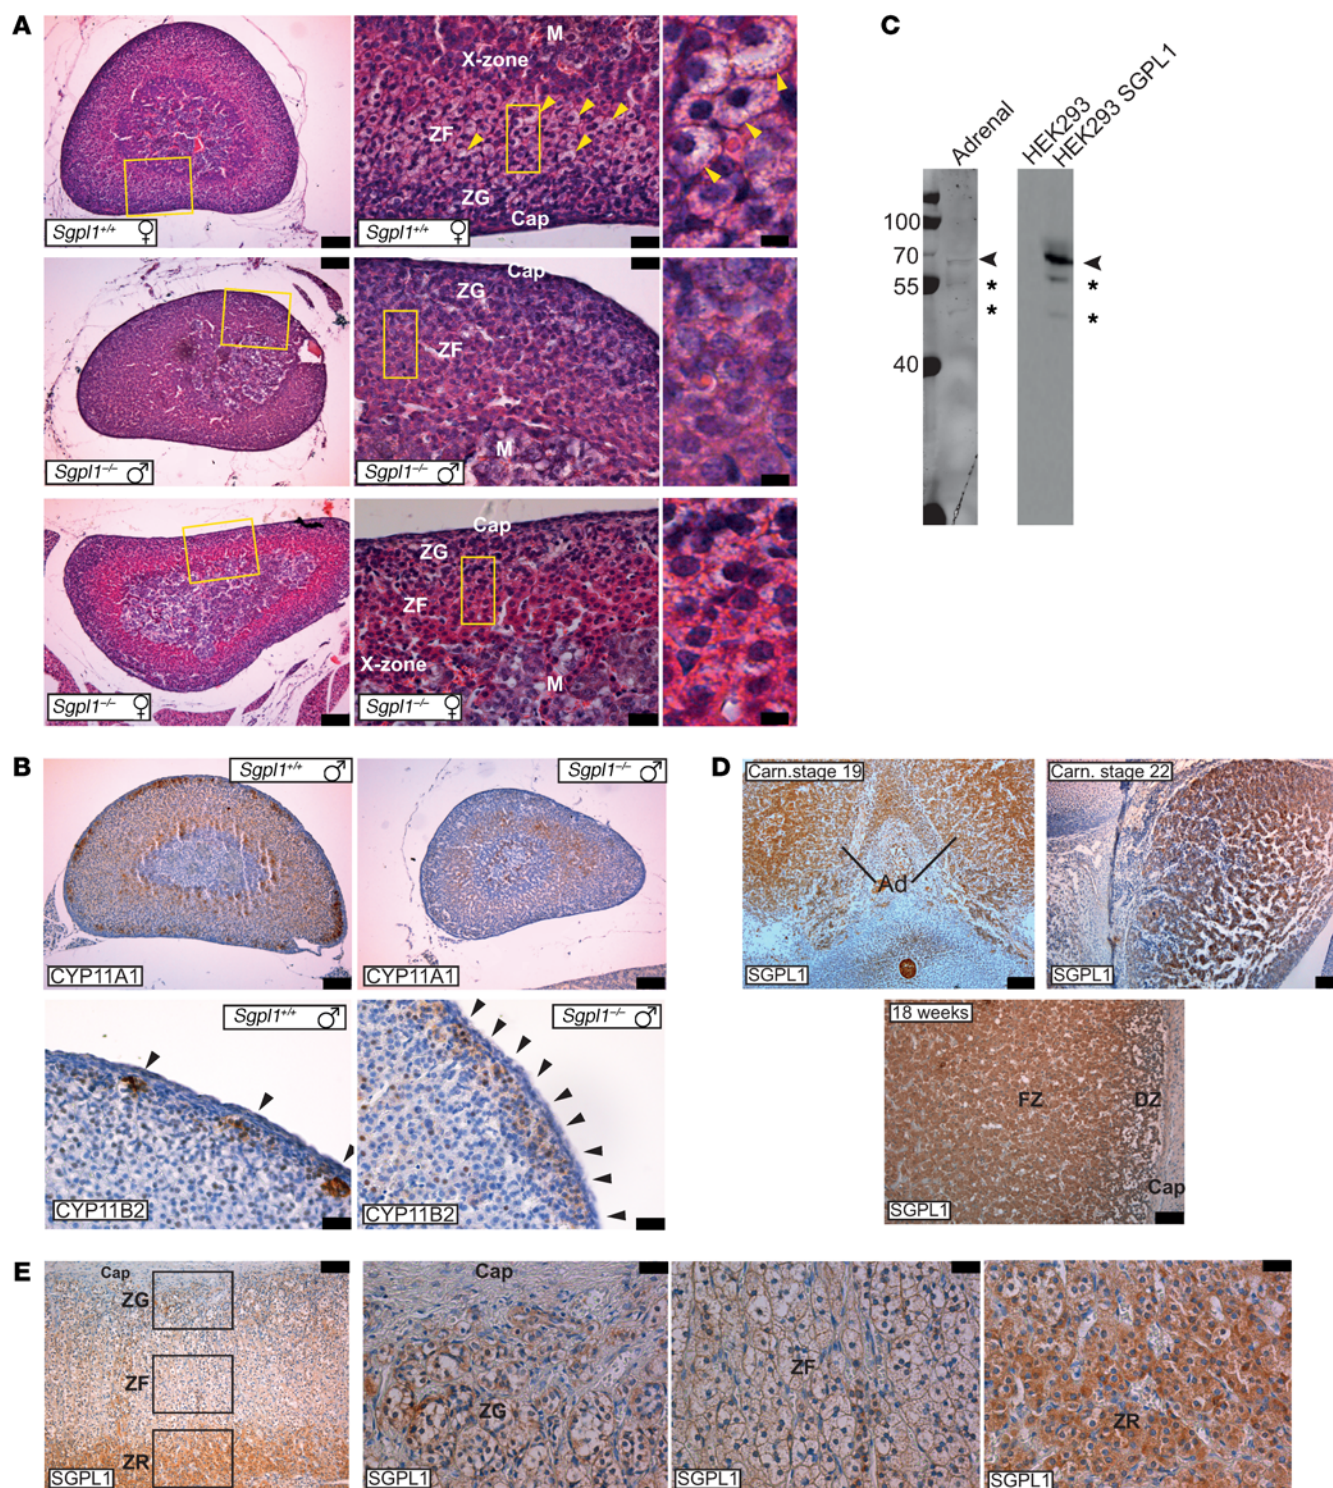 A
M
X-zone
ZF
ZG
Cap
Sgpl1+/+ ♀
Sgpl1+/+ ♀
Cap
ZG
ZF
M
Sgpl1–/– ♂
Sgpl1–/– ♂
Cap
ZG
ZF
X-zone
M
Sgpl1–/– ♀
Sgpl1–/– ♀
C
Adrenal
HEK293
HEK293 SGPL1
100
70
55
*
*
*
*
40
B
Sgpl1+/+ ♂
Sgpl1–/– ♂
CYP11A1
CYP11A1
Sgpl1+/+ ♂
Sgpl1–/– ♂
CYP11B2
CYP11B2
D
Carn.stage 19
Carn. stage 22
Ad
SGPL1
SGPL1
18 weeks
FZ
DZ
Cap
SGPL1
E
Cap
ZG
ZF
ZR
SGPL1
Cap
ZG
SGPL1
ZF
SGPL1
ZR
SGPL1